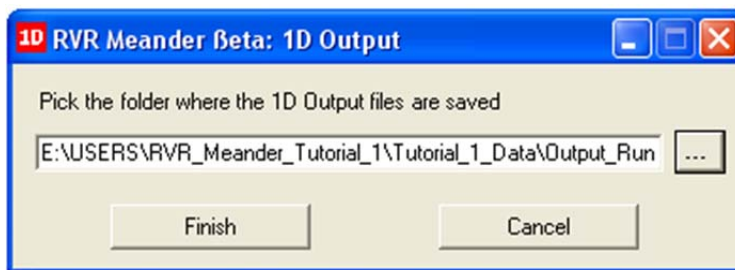 1D RVR Meander ßeta: 1D Output
Pick the folder where the 1D Output files are saved
E:\USERS\RVR_Meander_Tutorial_1\Tutorial_1_Data\Output_Run
...
Finish
Cancel